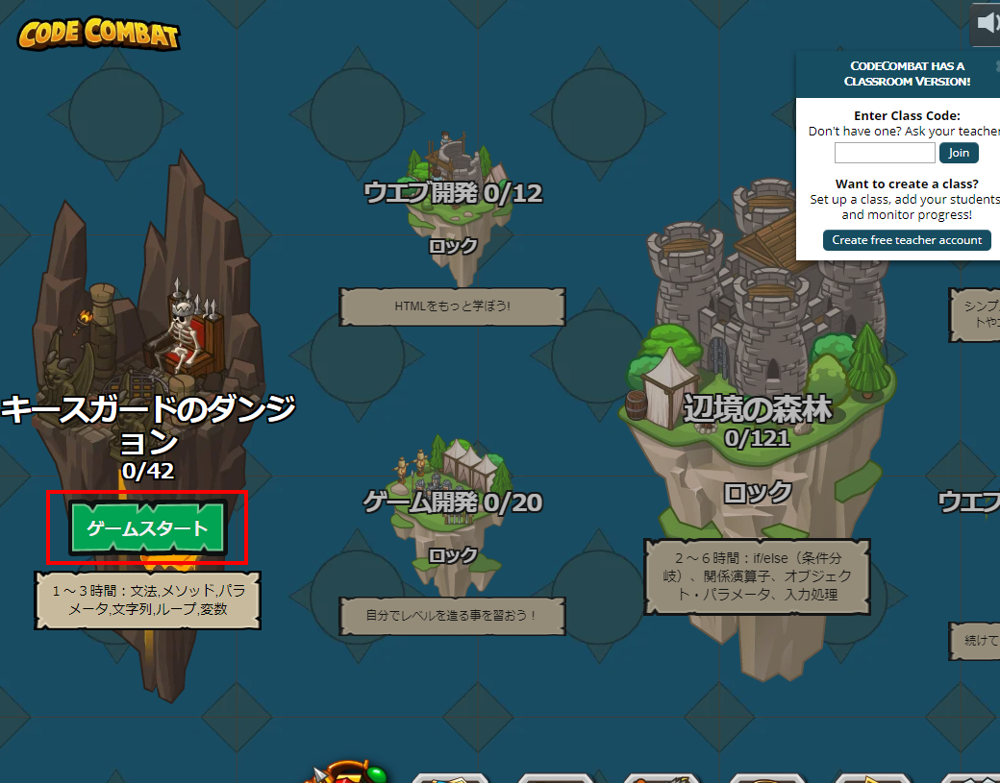 CODE COMBAT
CODECOMBAT HAS A
CLASSROOM VERSION!
Enter Class Code:
Don't have one? Ask your teacher
Join
Want to create a class?
Set up a class, add your students
and monitor progress!
Create free teacher account
ウエブ開発 0/12
ロック
HTMLをもっと学ぼう!
キースガードのダンジ
ョン
0/42
ゲームスタート
1～3時間：文法,メソッド,パラ
メータ,文字列,ループ,変数
ゲーム開発 0/20
ロック
自分でレベルを造る事を習おう！
辺境の森林
0/121
ロック
2～6時間：if/else（条件分
岐）、関係演算子、オブジェク
ト・パラメータ、入力処理
シンプ
トや
ウエブ
続けて